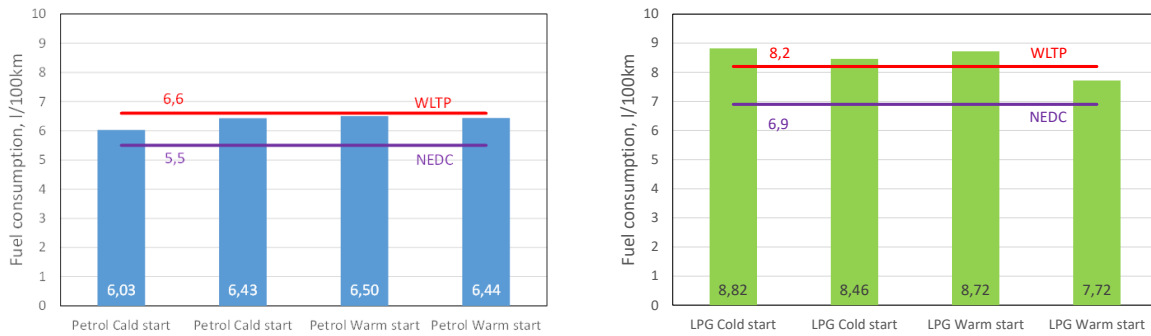 Fuel consumption, l/100km
10
9
8
7
6
5
4
3
2
1
0
6,6
WLTP
5,5
NEDC
6,03
6,43
6,50
6,44
Petrol Cald start
Petrol Cald start
Petrol Warm start
Petrol Warm start
Fuel consumption, l/100km
10
9
8
7
6
5
4
3
2
1
0
8,2
WLTP
6,9
NEDC
8,82
8,46
8,72
7,72
LPG Cold start
LPG Cold start
LPG Warm start
LPG Warm start